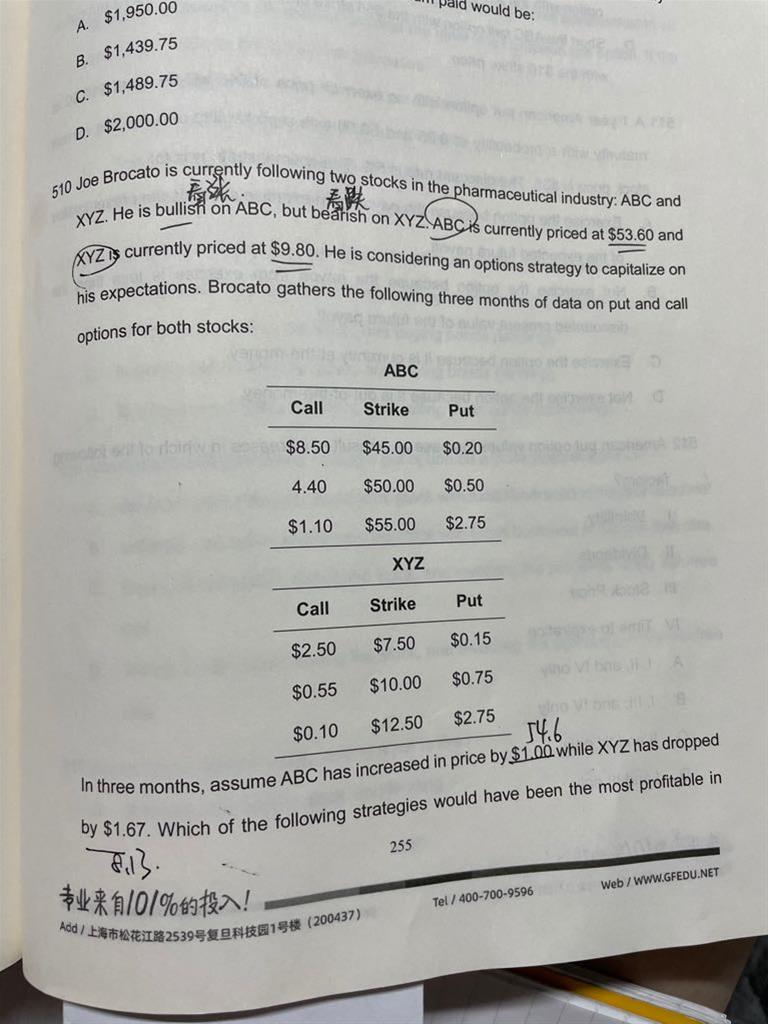 paid would be:
A. $1,950.00
B. $1,439.75
C. $1,489.75
D. $2,000.00
510 Joe Brocato is currently following two stocks in the pharmaceutical industry: ABC and
看涨. 看跌
XYZ. He is bullish on ABC, but bearish on XYZ. ABC is currently priced at $53.60 and
XYZ is currently priced at $9.80. He is considering an options strategy to capitalize on
his expectations. Brocato gathers the following three months of data on put and call
options for both stocks:
ABC
Call Strike Put
$8.50 $45.00 $0.20
4.40 $50.00 $0.50
$1.10 $55.00 $2.75
XYZ
Call Strike Put
$2.50 $7.50 $0.15
$0.55 $10.00 $0.75
$0.10 $12.50 $2.75
54.6
In three months, assume ABC has increased in price by $1.00 while XYZ has dropped
by $1.67. Which of the following strategies would have been the most profitable in
8.13.
255
专业来自101%的投入!
Tel / 400-700-9596
Web / WWW.GFEDU.NET
Add / 上海市松花江路2539号复旦科技园1号楼 (200437)